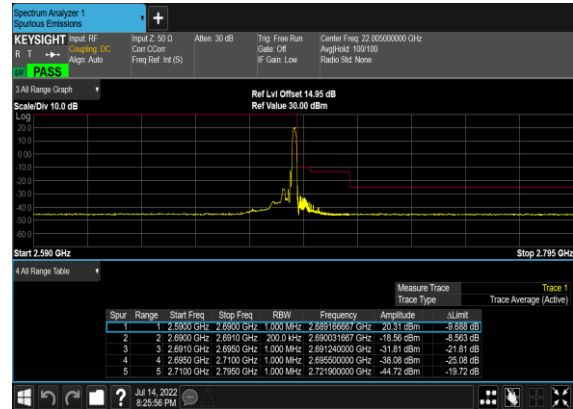 Spectrum Analyzer 1
Spurious Emissions
+
KEYSIGHT Input: RF Input Z: 50 Ω Atten: 30 dB Trig: Free Run Center Freq: 22.005000000 GHz
R T Coupling: DC Corr CCorr Gate: Off Avg|Hold: 100/100
Align: Auto Freq Ref: Int (S) IF Gain: Low Radio Std: None
PASS
3 All Range Graph
Ref Lvl Offset 14.95 dB
Scale/Div 10.0 dB Ref Value 30.00 dBm
Log
20.0
10.0
0.00
-10.0
-20.0
-30.0
-40.0
-50.0
-60.0
Start 2.590 GHz Stop 2.795 GHz
4 All Range Table
Measure Trace Trace 1
Trace Type Trace Average (Active)
Spur Range Start Freq Stop Freq RBW Frequency Amplitude ΔLimit
1 1 2.5900 GHz 2.6900 GHz 1.000 MHz 2.689166667 GHz 20.31 dBm -9.688 dB
2 2 2.6900 GHz 2.6910 GHz 200.0 kHz 2.690031667 GHz -18.56 dBm -8.563 dB
3 3 2.6910 GHz 2.6950 GHz 1.000 MHz 2.691240000 GHz -31.81 dBm -21.81 dB
4 4 2.6950 GHz 2.7100 GHz 1.000 MHz 2.695500000 GHz -38.08 dBm -25.08 dB
5 5 2.7100 GHz 2.7950 GHz 1.000 MHz 2.721900000 GHz -44.72 dBm -19.72 dB
? Jul 14, 2022
8:25:56 PM